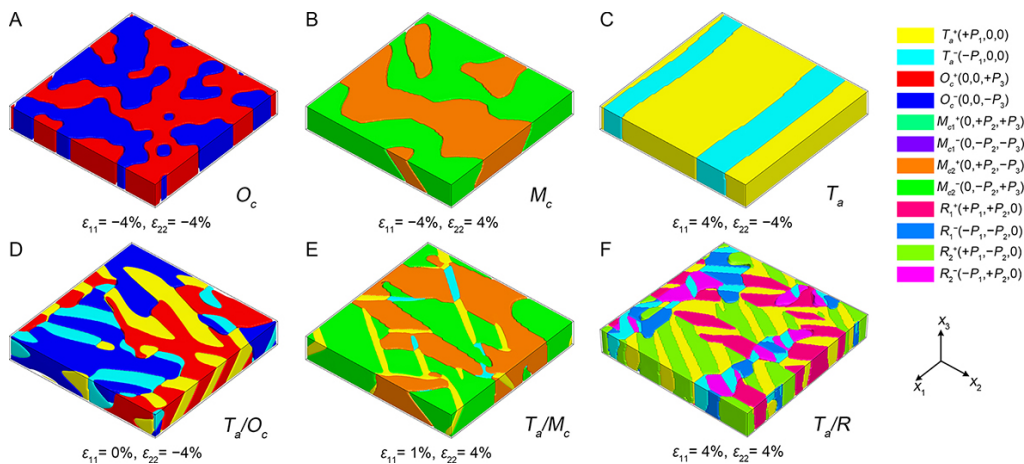 A
B
C
O_c
M_c
T_a
ε₁₁= −4%, ε₂₂= −4%
ε₁₁= −4%, ε₂₂= 4%
ε₁₁= 4%, ε₂₂= −4%
D
E
F
T_a/O_c
T_a/M_c
T_a/R
ε₁₁= 0%, ε₂₂= −4%
ε₁₁= 1%, ε₂₂= 4%
ε₁₁= 4%, ε₂₂= 4%
T_a⁺(+P₁,0,0)
T_a⁻(−P₁,0,0)
O_c⁺(0,0,+P₃)
O_c⁻(0,0,−P₃)
M_c1⁺(0,+P₂,+P₃)
M_c1⁻(0,−P₂,−P₃)
M_c2⁺(0,+P₂,−P₃)
M_c2⁻(0,−P₂,+P₃)
R₁⁺(+P₁,+P₂,0)
R₁⁻(−P₁,−P₂,0)
R₂⁺(+P₁,−P₂,0)
R₂⁻(−P₁,+P₂,0)
x₃
x₁
x₂